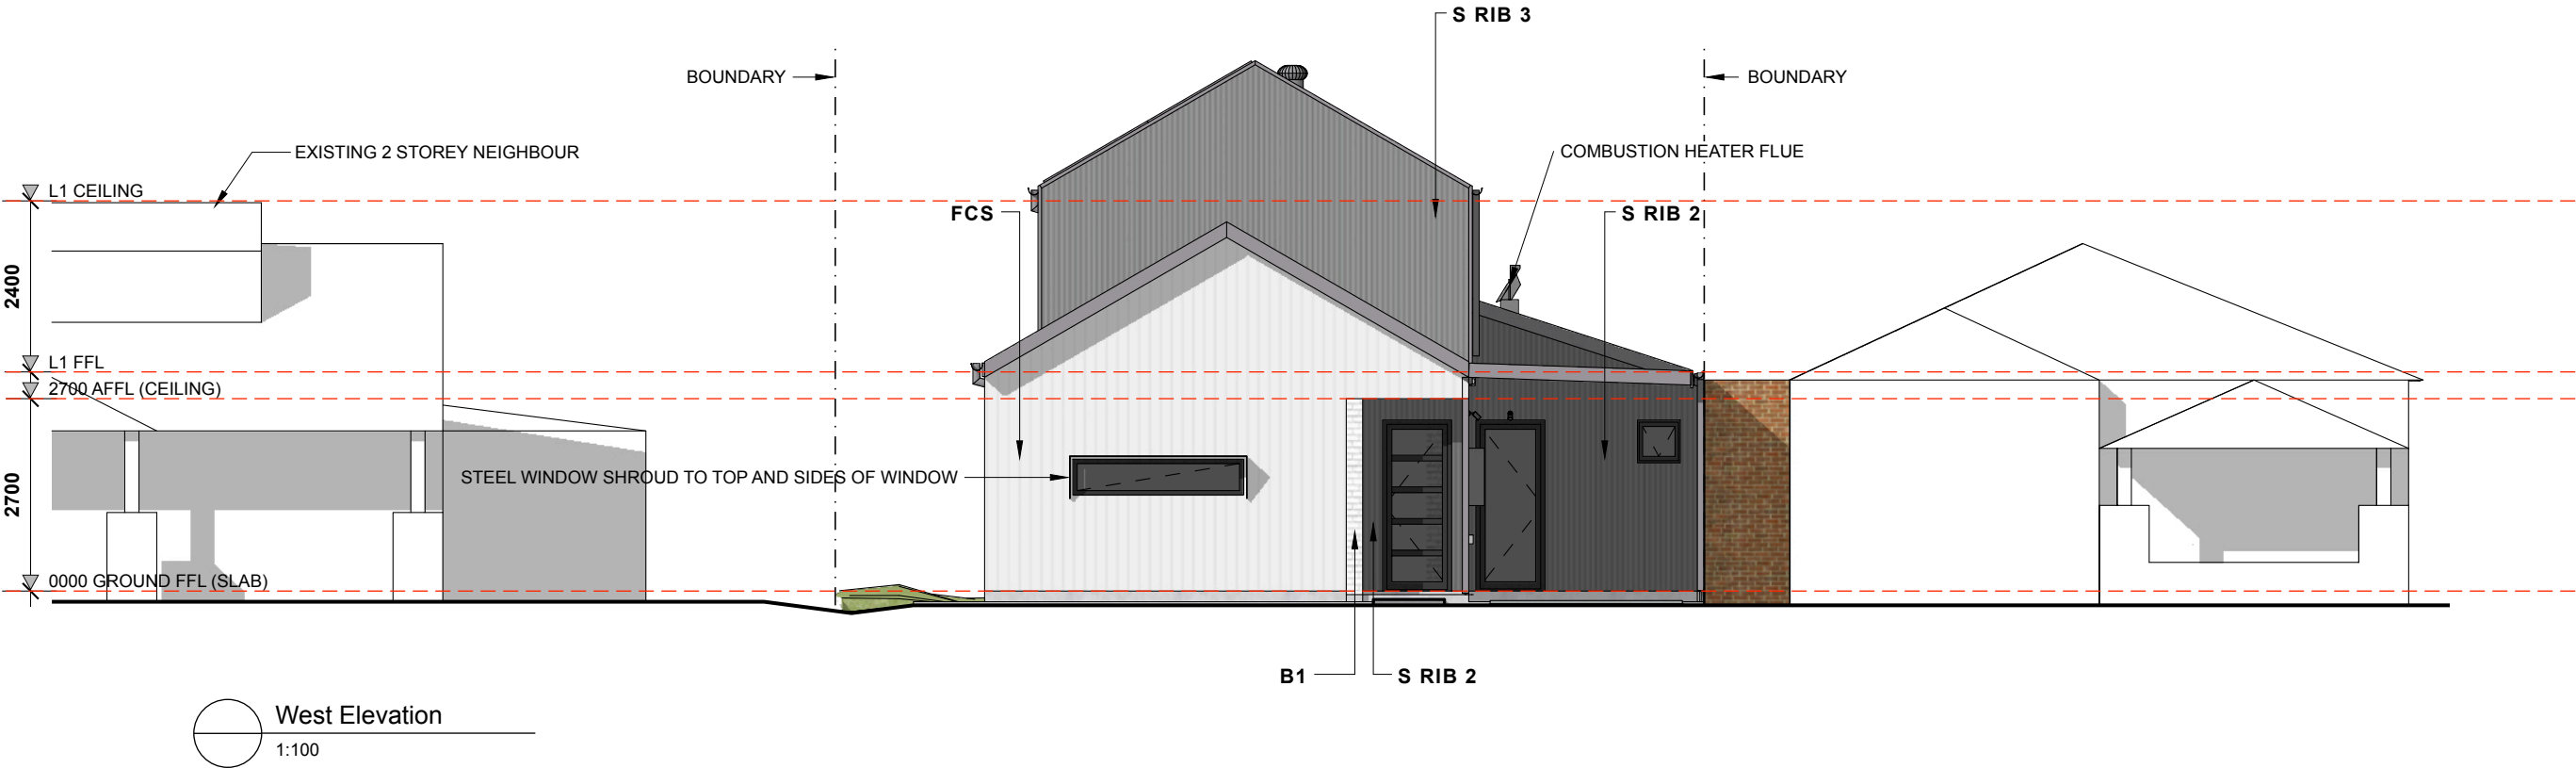 S RIB 3
BOUNDARY
BOUNDARY
EXISTING 2 STOREY NEIGHBOUR
COMBUSTION HEATER FLUE
L1 CEILING
FCS
S RIB 2
2400
L1 FFL
2700 AFFL (CEILING)
STEEL WINDOW SHROUD TO TOP AND SIDES OF WINDOW
2700
0000 GROUND FFL (SLAB)
B1
S RIB 2
West Elevation
1:100